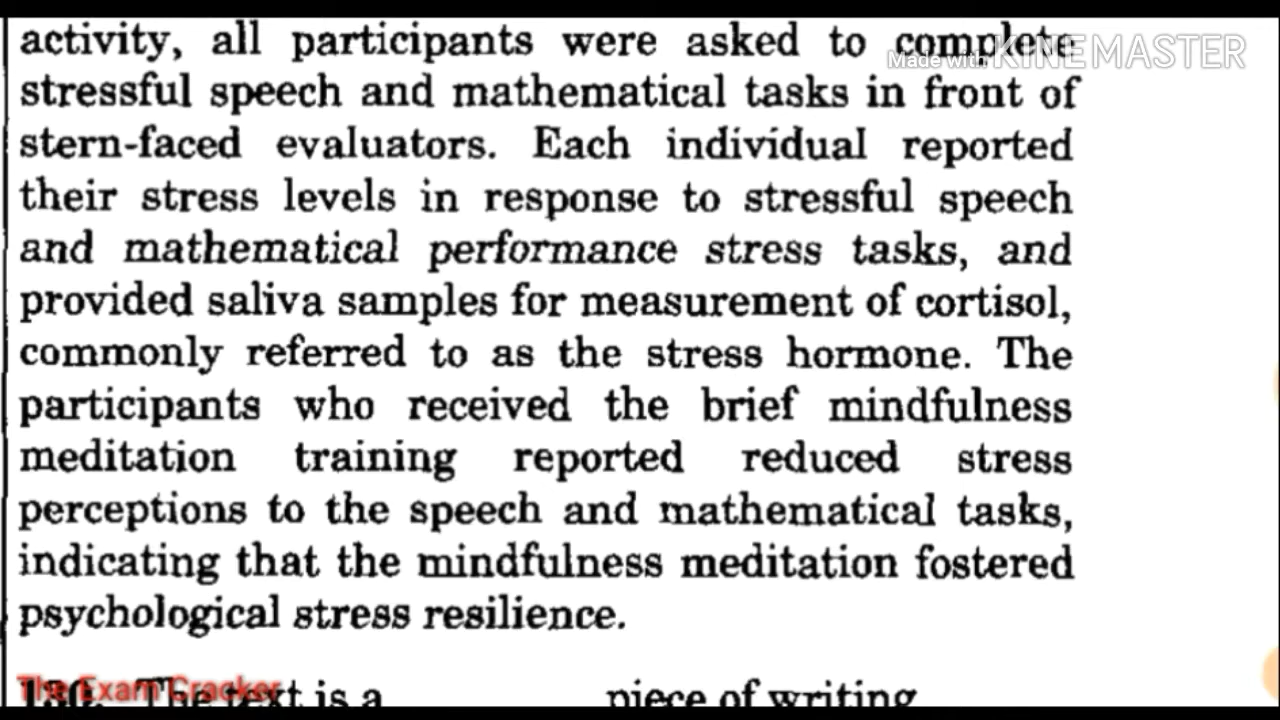 activity, all participants were asked to complete
Made with KINEMASTER
stressful speech and mathematical tasks in front of
stern-faced evaluators. Each individual reported
their stress levels in response to stressful speech
and mathematical performance stress tasks, and
provided saliva samples for measurement of cortisol,
commonly referred to as the stress hormone. The
participants who received the brief mindfulness
meditation training reported reduced stress
perceptions to the speech and mathematical tasks,
indicating that the mindfulness meditation fostered
psychological stress resilience.
The Exam Cracker
The text is a piece of writing